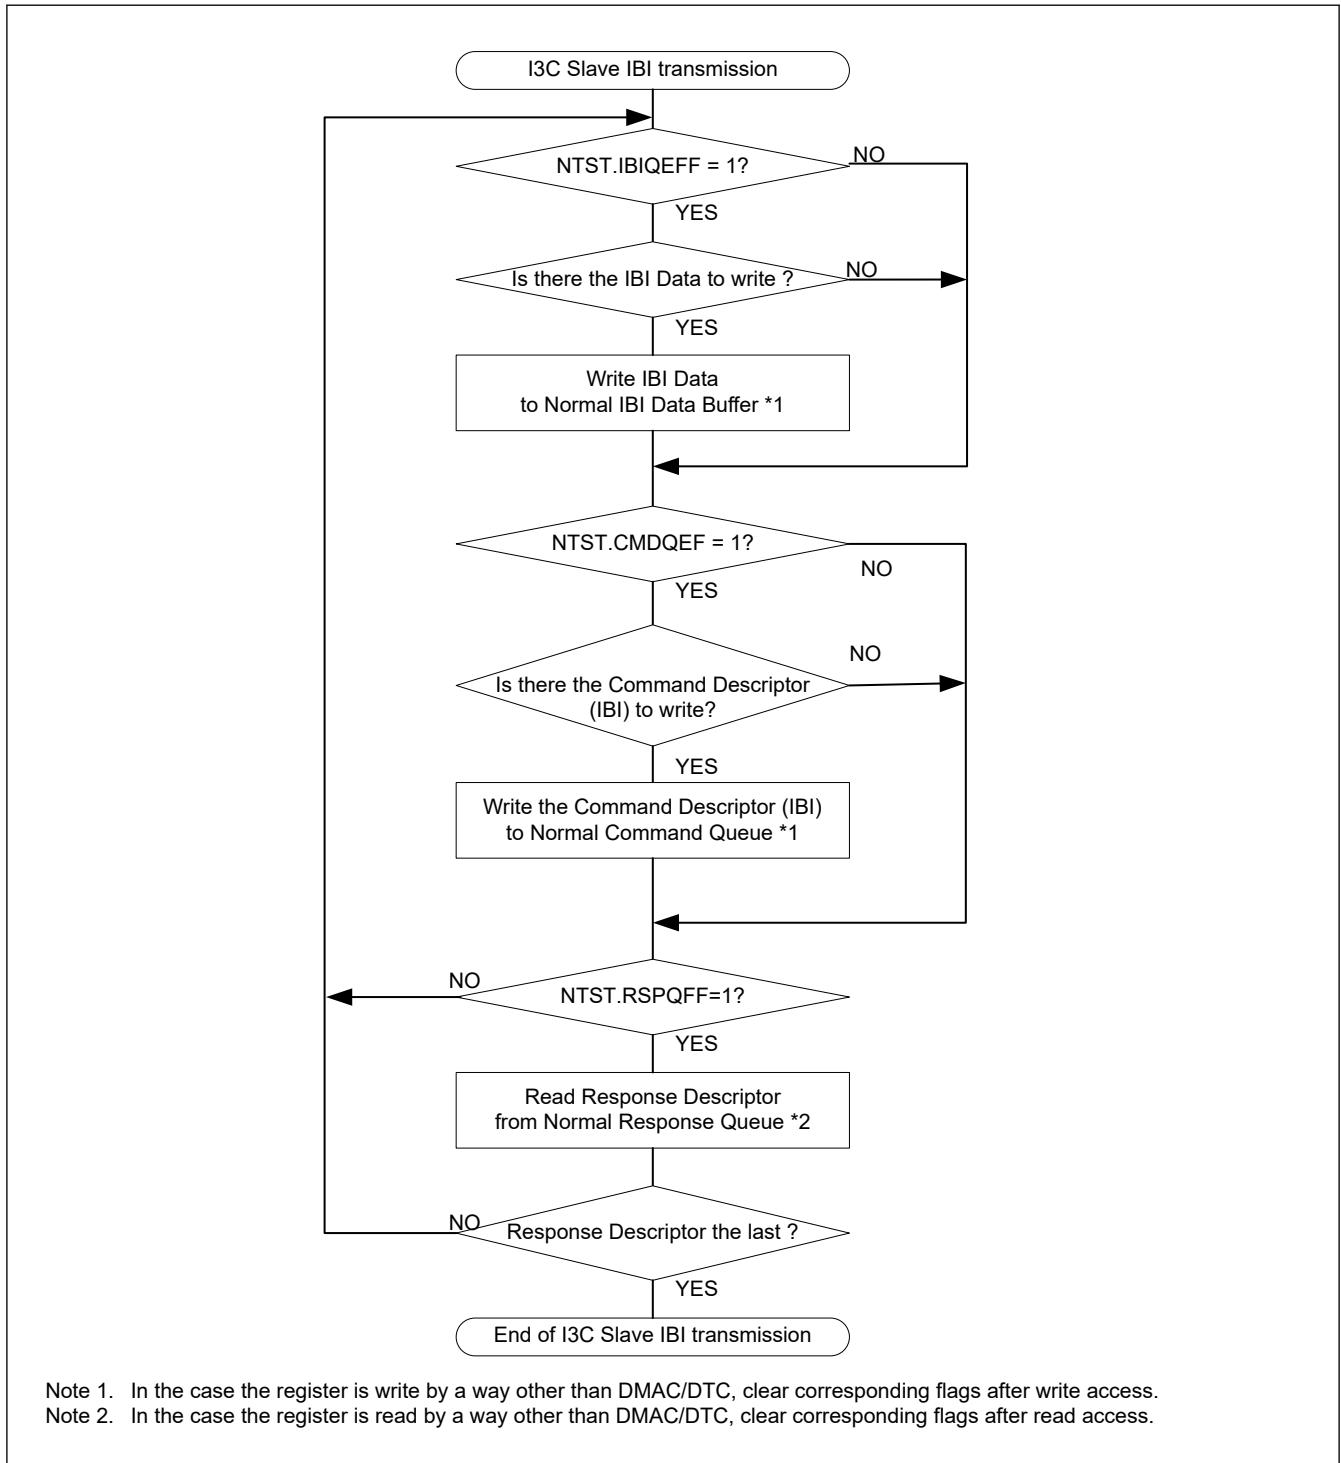 I3C Slave IBI transmission
NTST.IBIQEFF = 1?
NO
YES
Is there the IBI Data to write ?
NO
YES
Write IBI Data
to Normal IBI Data Buffer *1
NTST.CMDQEF = 1?
NO
YES
NO
Is there the Command Descriptor
(IBI) to write?
YES
Write the Command Descriptor (IBI)
to Normal Command Queue *1
NO
NTST.RSPQFF=1?
YES
Read Response Descriptor
from Normal Response Queue *2
NO
Response Descriptor the last ?
YES
End of I3C Slave IBI transmission
Note 1. In the case the register is write by a way other than DMAC/DTC, clear corresponding flags after write access.
Note 2. In the case the register is read by a way other than DMAC/DTC, clear corresponding flags after read access.